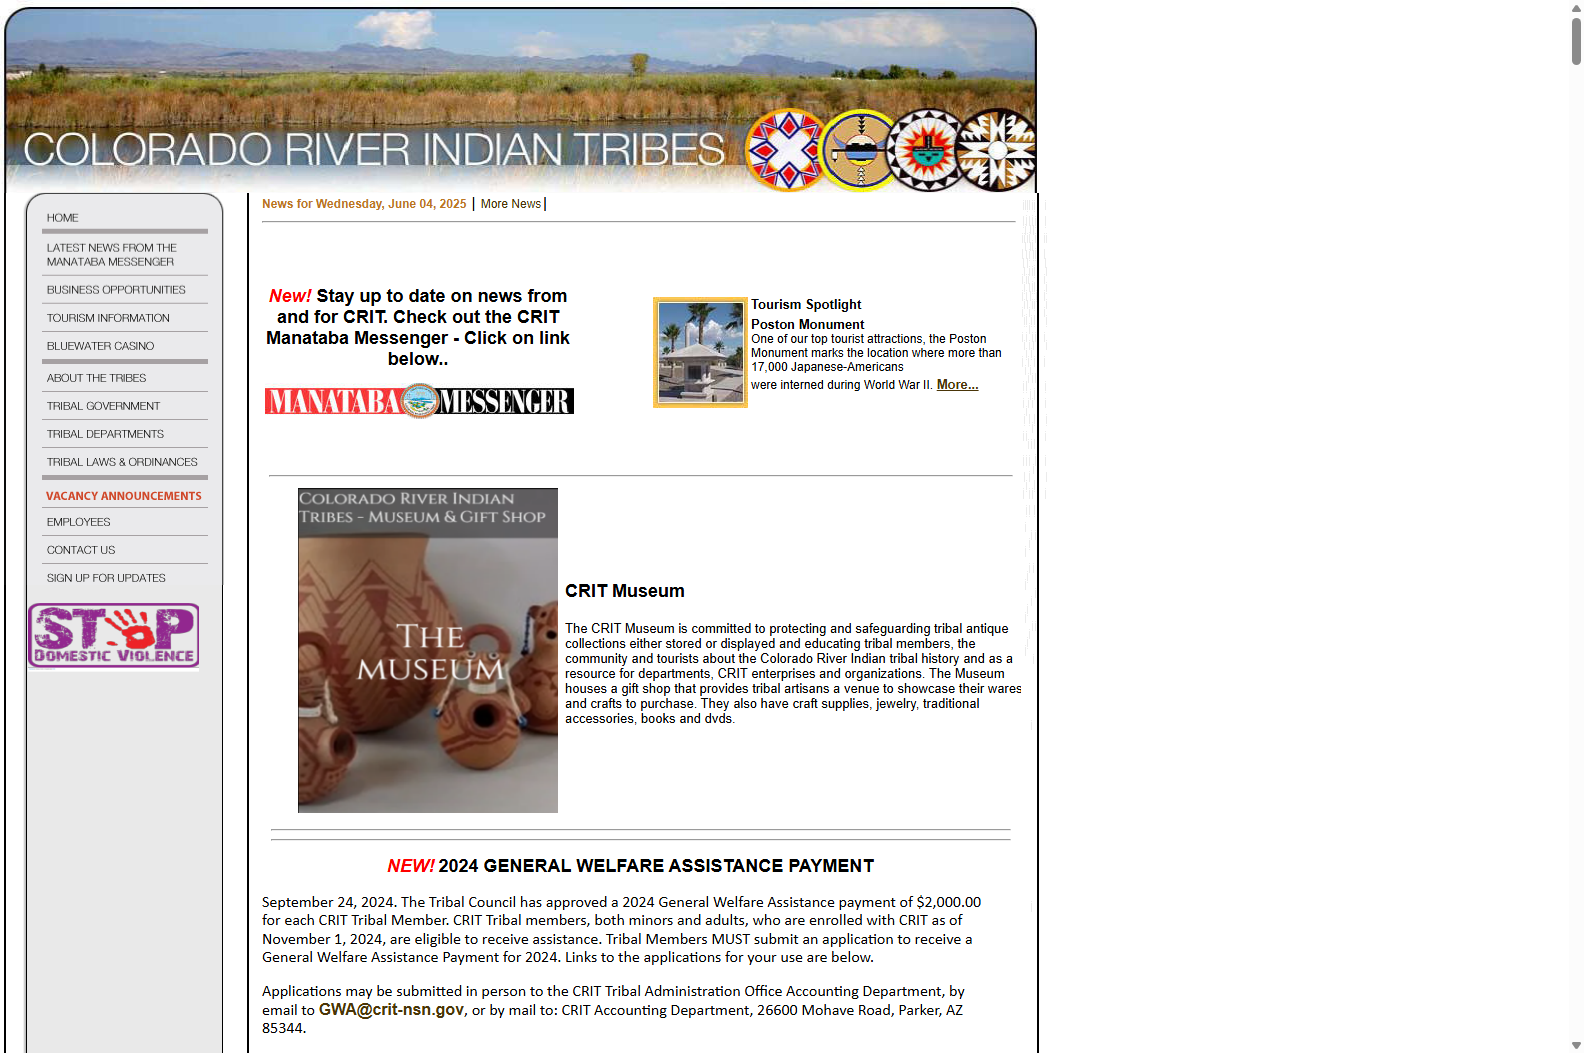 COLORADO RIVER INDIAN TRIBES
HOME
LATEST NEWS FROM THE
MANATABA MESSENGER
BUSINESS OPPORTUNITIES
TOURISM INFORMATION
BLUEWATER CASINO
ABOUT THE TRIBES
TRIBAL GOVERNMENT
TRIBAL DEPARTMENTS
TRIBAL LAWS & ORDINANCES
VACANCY ANNOUNCEMENTS
EMPLOYEES
CONTACT US
SIGN UP FOR UPDATES
STOP
DOMESTIC VIOLENCE
News for Wednesday, June 04, 2025 | More News |
New! Stay up to date on news from
and for CRIT. Check out the CRIT
Manataba Messenger - Click on link
below..
MANATABA MESSENGER
Tourism Spotlight
Poston Monument
One of our top tourist attractions, the Poston
Monument marks the location where more than
17,000 Japanese-Americans
were interned during World War II. More...
COLORADO RIVER INDIAN
TRIBES - MUSEUM & GIFT SHOP
THE
MUSEUM
CRIT Museum
The CRIT Museum is committed to protecting and safeguarding tribal antique
collections either stored or displayed and educating tribal members, the
community and tourists about the Colorado River Indian tribal history and as a
resource for departments, CRIT enterprises and organizations. The Museum
houses a gift shop that provides tribal artisans a venue to showcase their wares
and crafts to purchase. They also have craft supplies, jewelry, traditional
accessories, books and dvds.
NEW! 2024 GENERAL WELFARE ASSISTANCE PAYMENT
September 24, 2024. The Tribal Council has approved a 2024 General Welfare Assistance payment of $2,000.00
for each CRIT Tribal Member. CRIT Tribal members, both minors and adults, who are enrolled with CRIT as of
November 1, 2024, are eligible to receive assistance. Tribal Members MUST submit an application to receive a
General Welfare Assistance Payment for 2024. Links to the applications for your use are below.
Applications may be submitted in person to the CRIT Tribal Administration Office Accounting Department, by
email to GWA@crit-nsn.gov, or by mail to: CRIT Accounting Department, 26600 Mohave Road, Parker, AZ
85344.